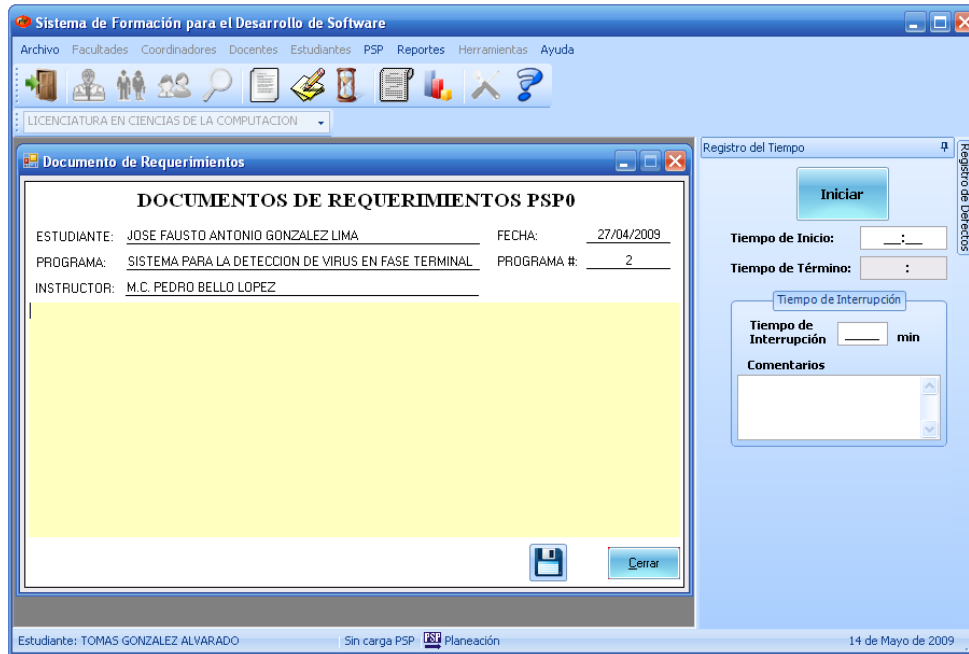 Sistema de Formación para el Desarrollo de Software
Archivo Facultades Coordinadores Docentes Estudiantes PSP Reportes Herramientas Ayuda
LICENCIATURA EN CIENCIAS DE LA COMPUTACION
Documento de Requerimientos
DOCUMENTOS DE REQUERIMIENTOS PSP0
ESTUDIANTE: JOSE FAUSTO ANTONIO GONZALEZ LIMA FECHA: 27/04/2009
PROGRAMA: SISTEMA PARA LA DETECCION DE VIRUS EN FASE TERMINAL PROGRAMA #: 2
INSTRUCTOR: M.C. PEDRO BELLO LOPEZ
Cerrar
Registro del Tiempo
Registro de Defectos
Iniciar
Tiempo de Inicio: __:__
Tiempo de Término: :
Tiempo de Interrupción
Tiempo de
Interrupción ____ min
Comentarios
Estudiante: TOMAS GONZALEZ ALVARADO Sin carga PSP PSP Planeación 14 de Mayo de 2009